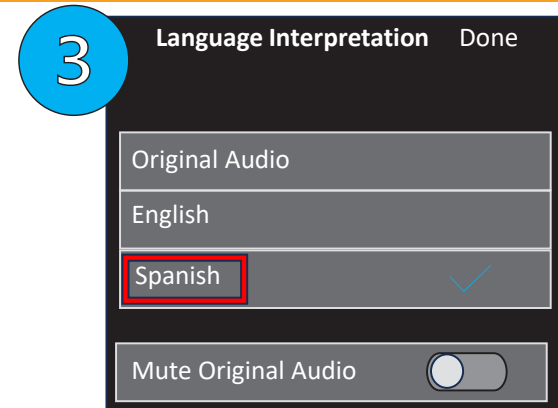 3
Language Interpretation Done
Original Audio
English
Spanish
Mute Original Audio